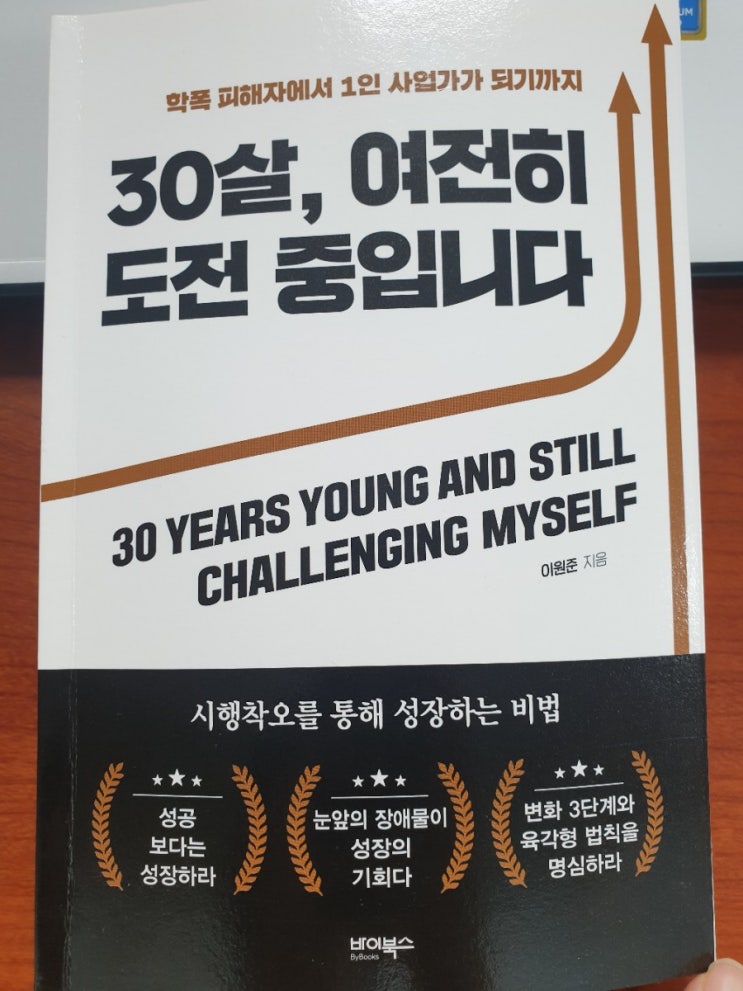 학폭 피해자에서 1인 사업가가 되기까지
30살, 여전히
도전 중입니다
30 YEARS YOUNG AND STILL
CHALLENGING MYSELF
이원준 지음
시행착오를 통해 성장하는 비법
성공
보다는
성장하라
눈앞의 장애물이
성장의
기회다
변화 3단계와
육각형 법칙을
명심하라
바이북스
ByBooks